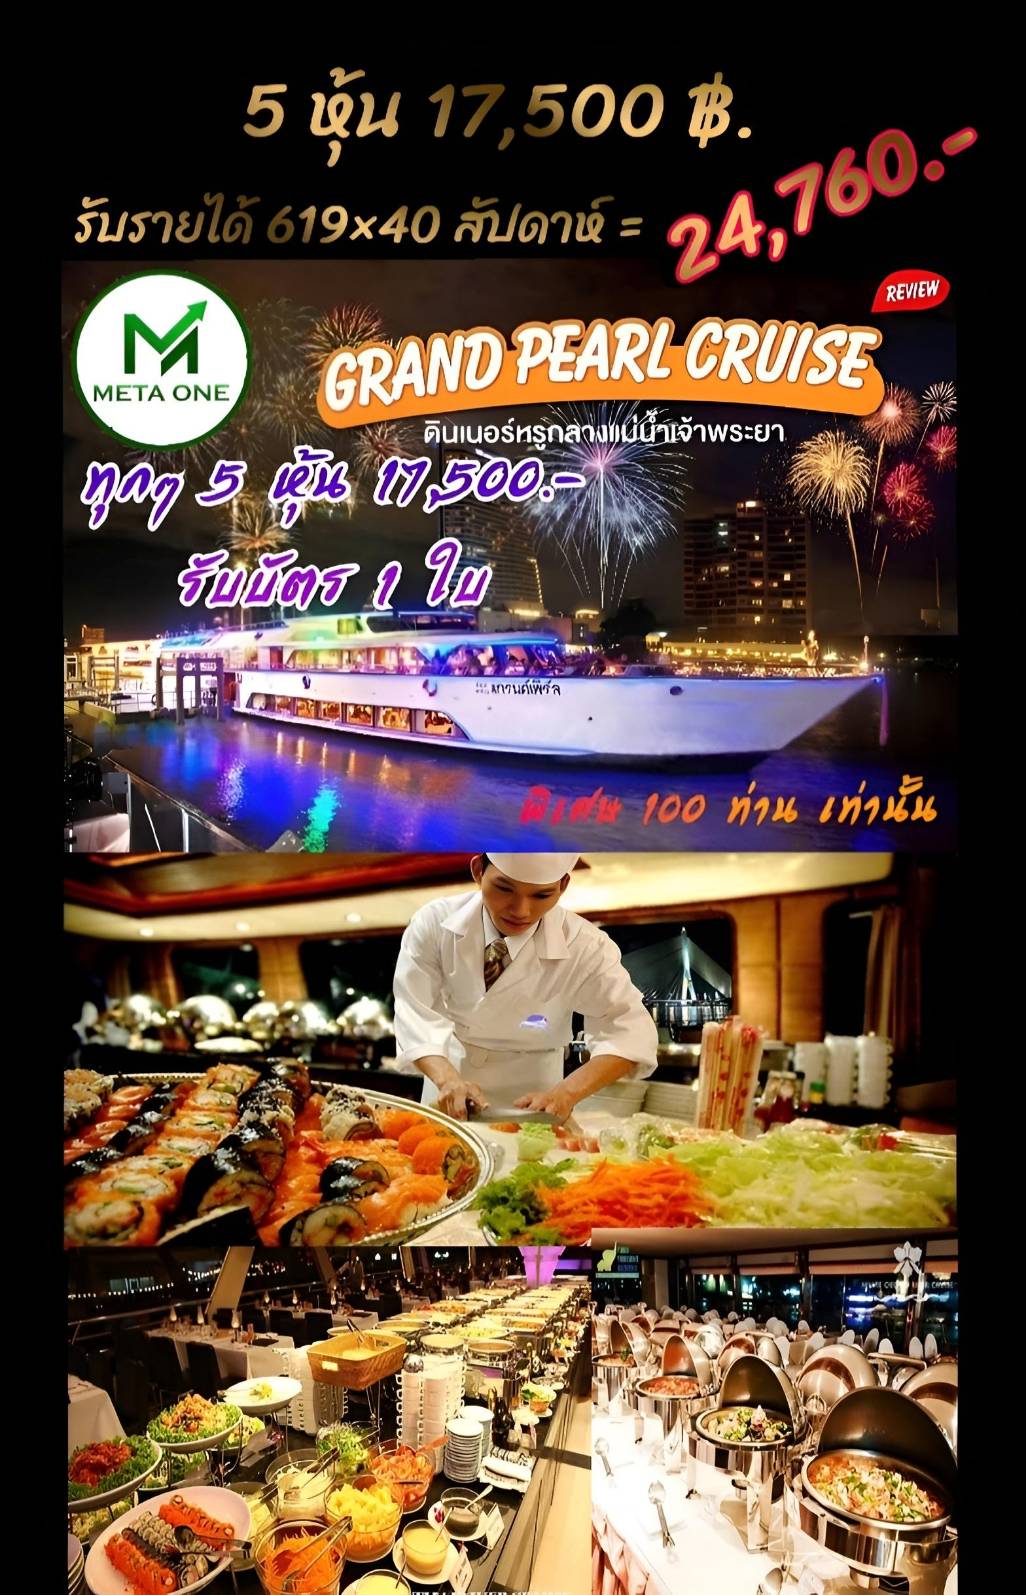 5 หุ้น 17,500 ฿.
รับรายได้ 619×40 สัปดาห์ =
24,760.-
REVIEW
META ONE
GRAND PEARL CRUISE
ดินเนอร์หรูกลางแม่น้ำเจ้าพระยา
ทุกๆ 5 หุ้น 17,500.-
รับบัตร 1 ใบ
แกรนด์เพิร์ล
พิเศษ 100 ท่าน เท่านั้น